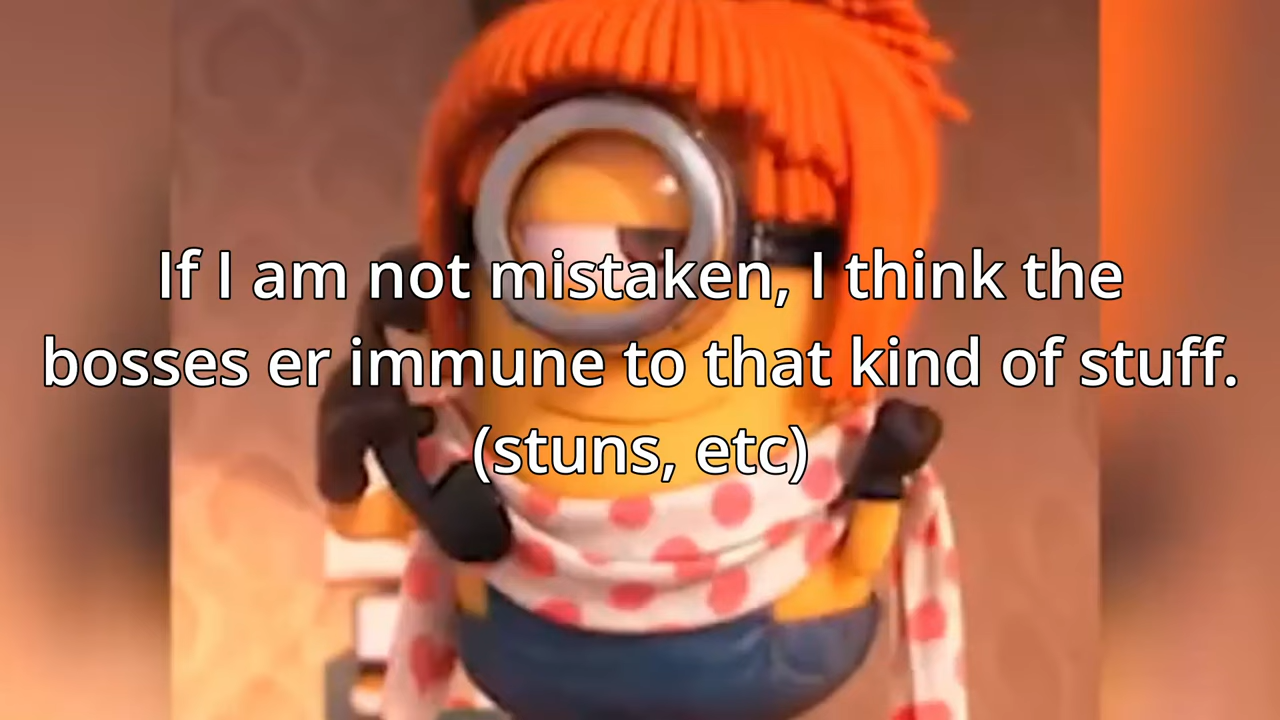 If I am not mistaken, I think the
bosses er immune to that kind of stuff.
(stuns, etc)